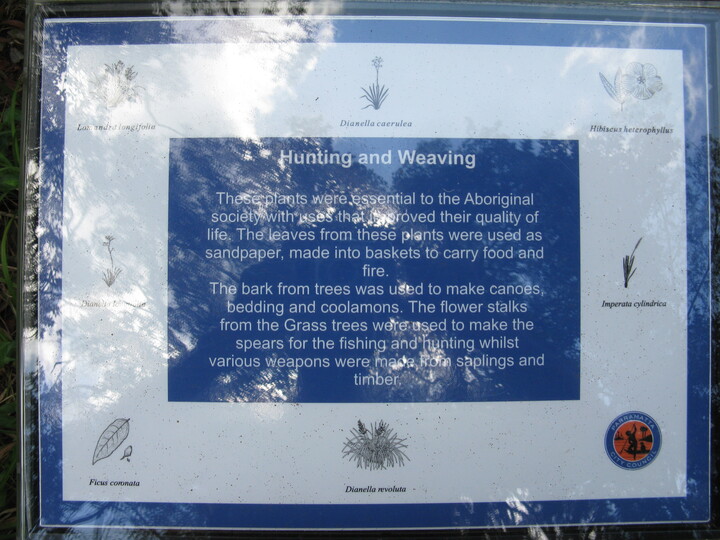 Lomandra longifolia
Dianella caerulea
Hibiscus heterophyllus
Hunting and Weaving
These plants were essential to the Aboriginal
society with uses that improved their quality of
life. The leaves from these plants were used as
sandpaper, made into baskets to carry food and
fire.
The bark from trees was used to make canoes,
bedding and coolamons. The flower stalks
from the Grass trees were used to make the
spears for the fishing and hunting whilst
various weapons were made from saplings and
timber.
Dianella
Imperata cylindrica
Ficus coronata
Dianella revoluta
PARRAMATTA
CITY COUNCIL